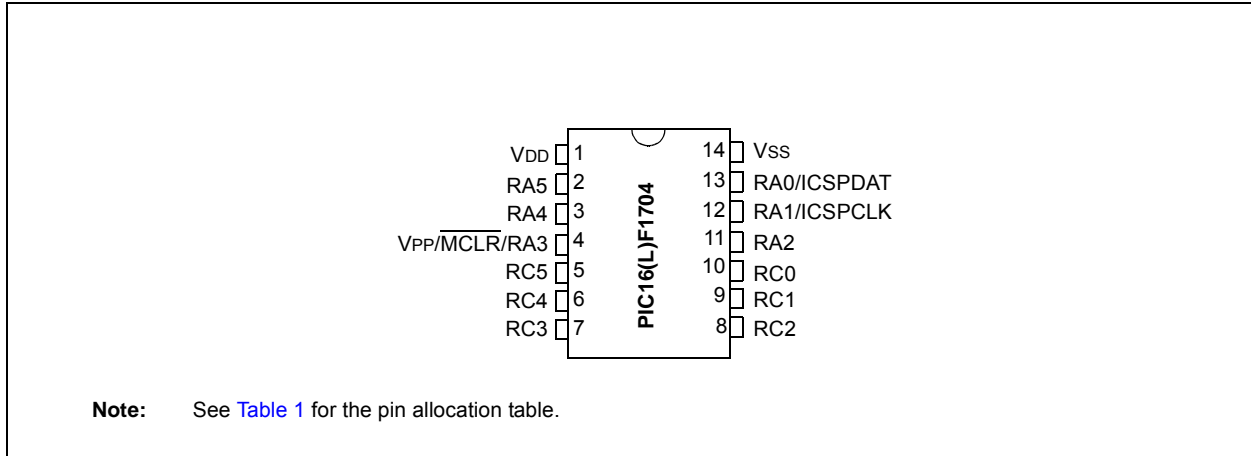 VDD 1 14 VSS
RA5 2 13 RA0/ICSPDAT
RA4 3 12 RA1/ICSPCLK
VPP/MCLR/RA3 4 11 RA2
RC5 5 10 RC0
RC4 6 9 RC1
RC3 7 8 RC2
PIC16(L)F1704
Note: See Table 1 for the pin allocation table.